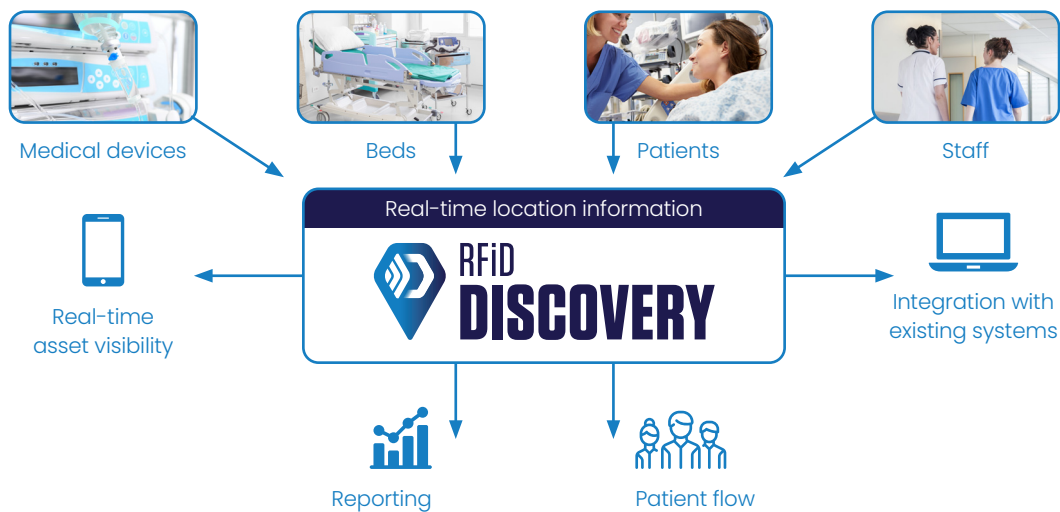 Medical devices
Beds
Patients
Staff
Real-time location information
RFiD
DISCOVERY
Real-time
asset visibility
Integration with
existing systems
Reporting
Patient flow